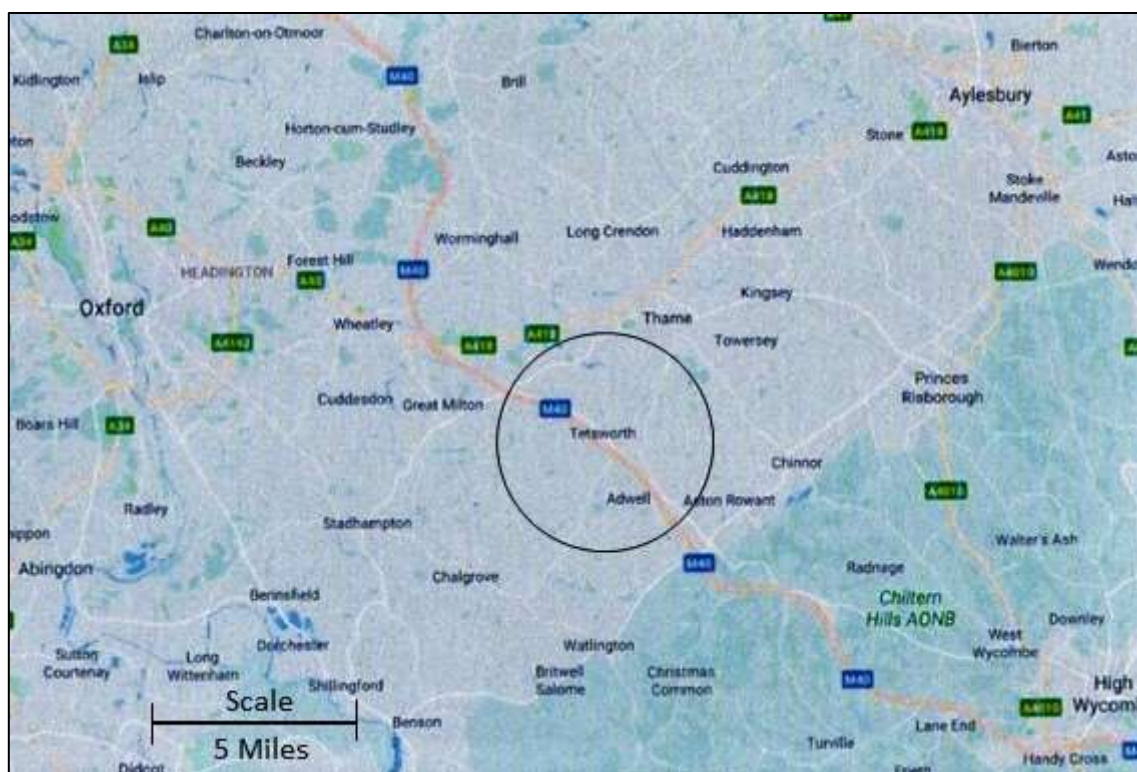 A34
Charlton-on-Otmoor
Bierton
Kidlington
Islip
M40
Brill
Aylesbury
A41
Horton-cum-Studley
Stone
A418
Beckley
Cuddington
Stoke
Mandeville
A418
A40
Worminghall
Long Crendon
Haddenham
A34
HEADINGTON
Forest Hill
M40
A40
A4010
Oxford
Kingsey
Wheatley
Thame
A4142
A418
A418
Towersey
Cuddesdon
Great Milton
M40
Princes
Risborough
Boars Hill
A34
Tetsworth
Chinnor
Radley
Adwell
Aston Rowant
A4010
Stadhampton
Walter's Ash
Abingdon
Chalgrove
M40
Radnage
Berinsfield
Chiltern
Hills AONB
Downley
Dorchester
Watlington
West
Wycombe
Sutton
Courtenay
Long
Wittenham
Shillingford
Britwell
Salome
Christmas
Common
M40
High
Scale
Benson
Lane End
A4010
5 Miles
Turville
Handy Cross
Didcot